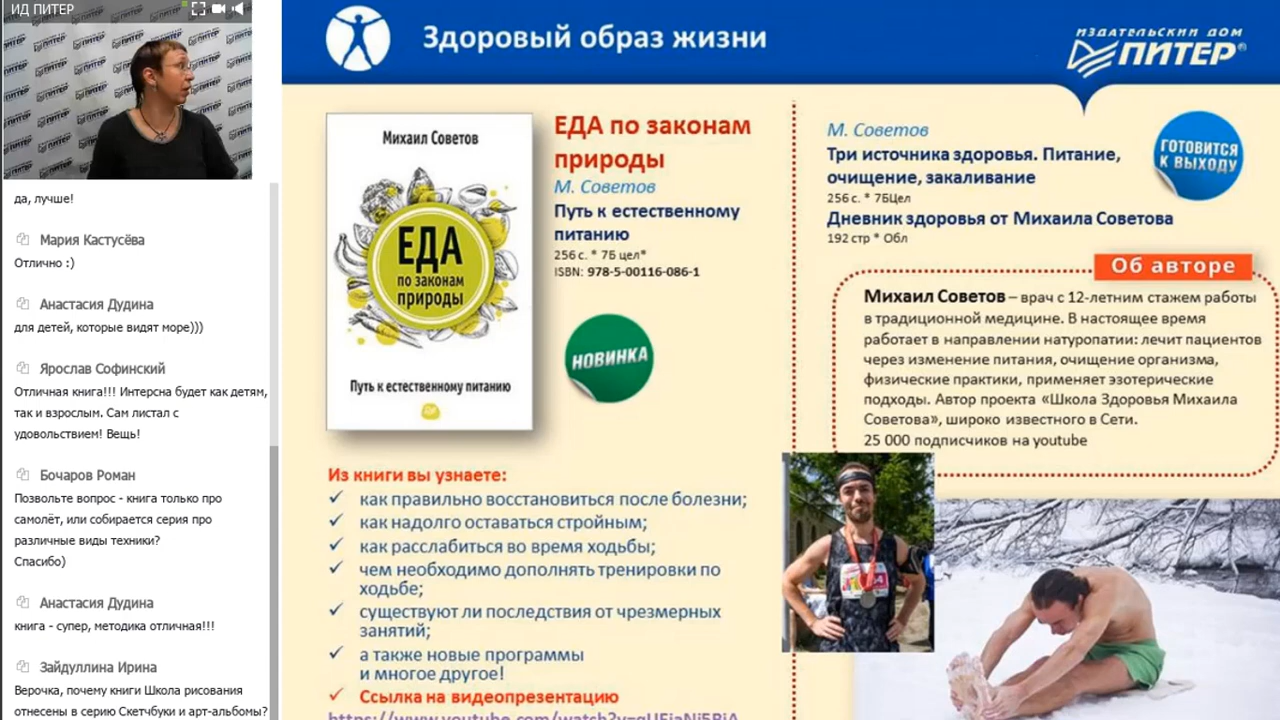 ИД ПИТЕР
да, лучше!
Мария Кастусёва
Отлично :)
Анастасия Дудина
для детей, которые видят море)))
Ярослав Софинский
Отличная книга!!! Интерсна будет как детям,
так и взрослым. Сам листал с
удовольствием! Вещь!
Бочаров Роман
Позвольте вопрос - книга только про
самолёт, или собирается серия про
различные виды техники?
Спасибо)
Анастасия Дудина
книга - супер, методика отличная!!!
Зайдуллина Ирина
Верочка, почему книги Школа рисования
отнесены в серию Скетчбуки и арт-альбомы?
Здоровый образ жизни
ИЗДАТЕЛЬСКИЙ ДОМ
ПИТЕР®
Михаил Советов
ЕДА
по законам
природы
Путь к естественному питанию
ЕДА по законам
природы
М. Советов
Путь к естественному
питанию
256 с. * 7Б цел*
ISBN: 978-5-00116-086-1
НОВИНКА
Из книги вы узнаете:
✓ как правильно восстановиться после болезни;
✓ как надолго оставаться стройным;
✓ как расслабиться во время ходьбы;
✓ чем необходимо дополнять тренировки по
ходьбе;
✓ существуют ли последствия от чрезмерных
занятий;
✓ а также новые программы
и многое другое!
✓ Ссылка на видеопрезентацию
М. Советов
Три источника здоровья. Питание,
очищение, закаливание
256 с. * 7БЦел
Дневник здоровья от Михаила Советова
192 стр * Обл
ГОТОВИТСЯ
К ВЫХОДУ
Об авторе
Михаил Советов – врач с 12-летним стажем работы
в традиционной медицине. В настоящее время
работает в направлении натуропатии: лечит пациентов
через изменение питания, очищение организма,
физические практики, применяет эзотерические
подходы. Автор проекта «Школа Здоровья Михаила
Советова», широко известного в Сети.
25 000 подписчиков на youtube